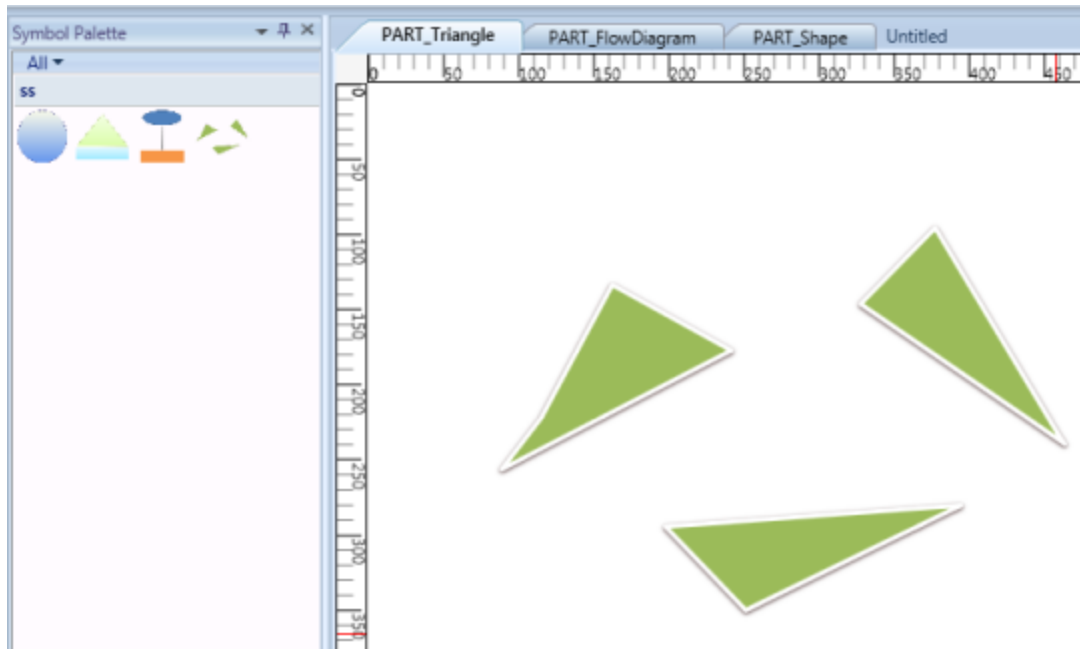 Symbol Palette
All
ss
PART_Triangle PART_FlowDiagram PART_Shape Untitled
0 50 100 150 200 250 300 350 400 450
0
50
100
150
200
250
300
350